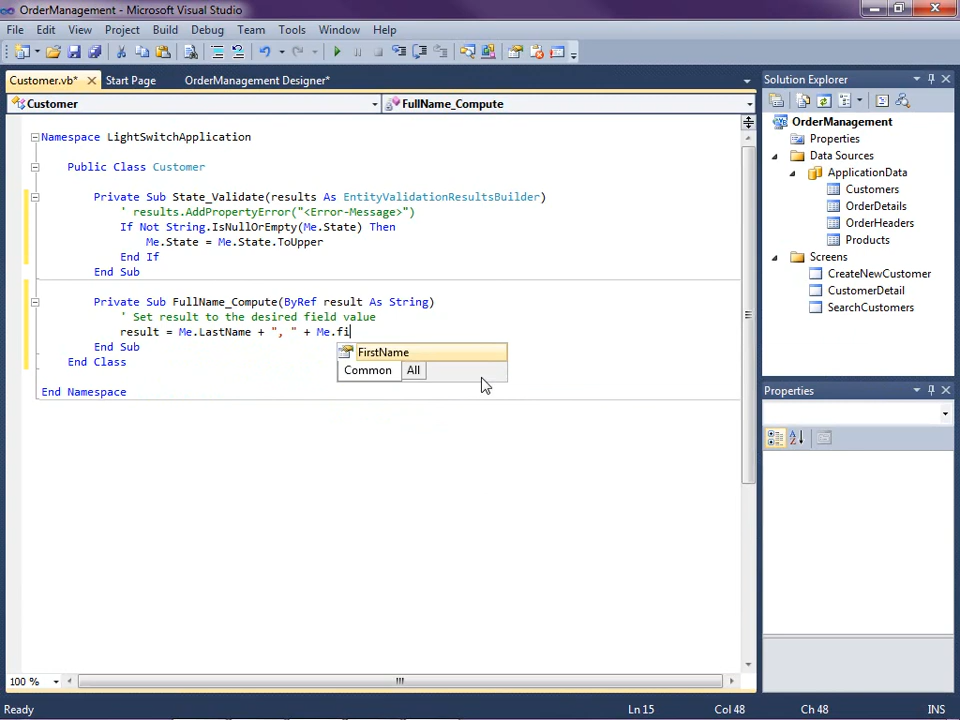 OrderManagement - Microsoft Visual Studio
File Edit View Project Build Debug Team Tools Window Help
Customer.vb* Start Page OrderManagement Designer*
Customer FullName_Compute
Namespace LightSwitchApplication
Public Class Customer
Private Sub State_Validate(results As EntityValidationResultsBuilder)
' results.AddPropertyError("<Error-Message>")
If Not String.IsNullOrEmpty(Me.State) Then
Me.State = Me.State.ToUpper
End If
End Sub
Private Sub FullName_Compute(ByRef result As String)
' Set result to the desired field value
result = Me.LastName + ", " + Me.fi
End Sub
FirstName
Common All
End Class
End Namespace
100 %
Solution Explorer
OrderManagement
Properties
Data Sources
ApplicationData
Customers
OrderDetails
OrderHeaders
Products
Screens
CreateNewCustomer
CustomerDetail
SearchCustomers
Properties
Ready Ln 15 Col 48 Ch 48 INS